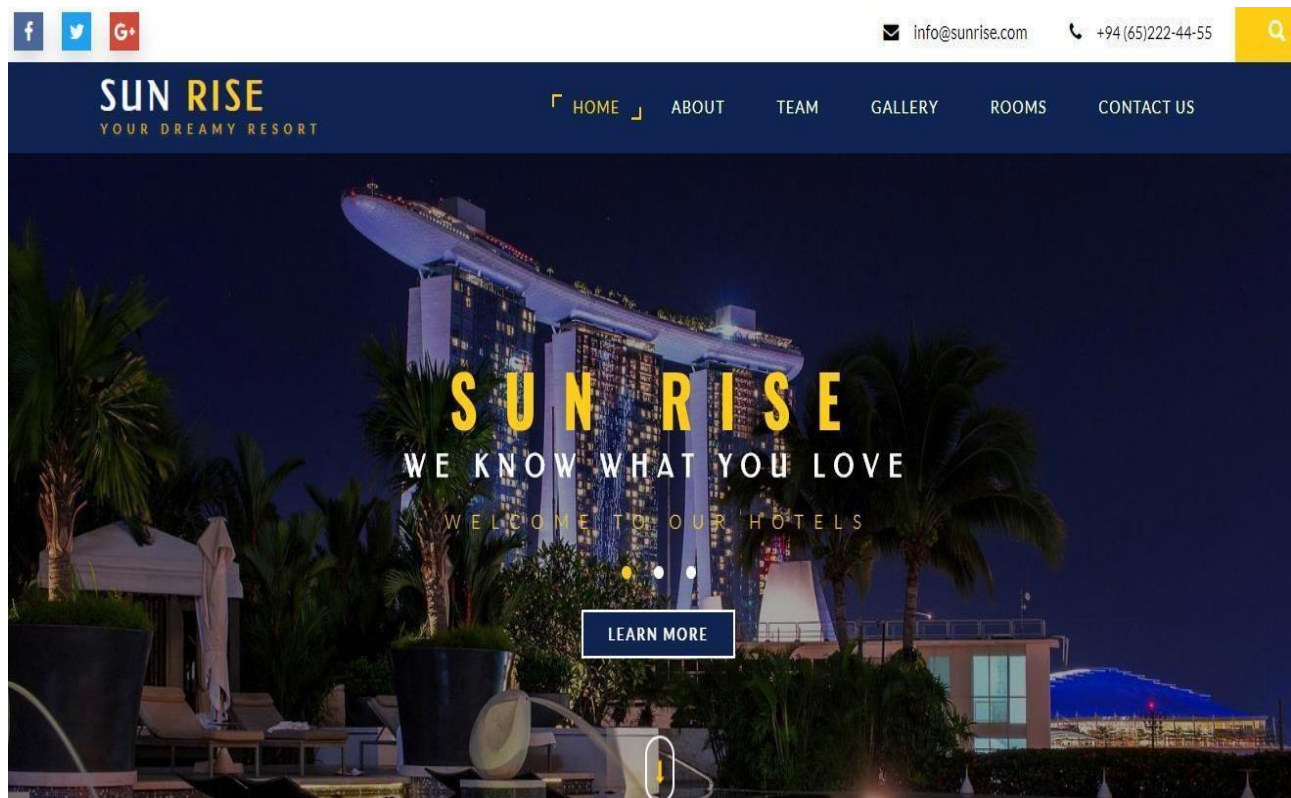 f G+ info@sunrise.com +94 (65)222-44-55
SUN RISE
YOUR DREAMY RESORT
HOME ABOUT TEAM GALLERY ROOMS CONTACT US
SUN RISE
WE KNOW WHAT YOU LOVE
WELCOME TO OUR HOTELS
LEARN MORE